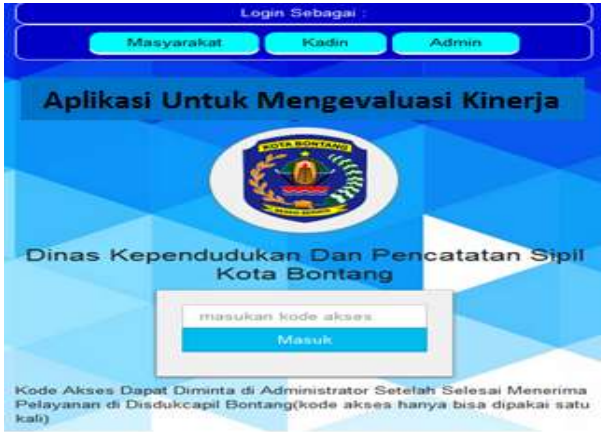 Login Sebagai :
Masyarakat Kadin Admin
Aplikasi Untuk Mengevaluasi Kinerja
KOTA BONTANG
Dinas Kependudukan Dan Pencatatan Sipil
Kota Bontang
masukan kode akses
Masuk
Kode Akses Dapat Diminta di Administrator Setelah Selesai Menerima
Pelayanan di Disdukcapil Bontang(kode akses hanya bisa dipakai satu
kali)